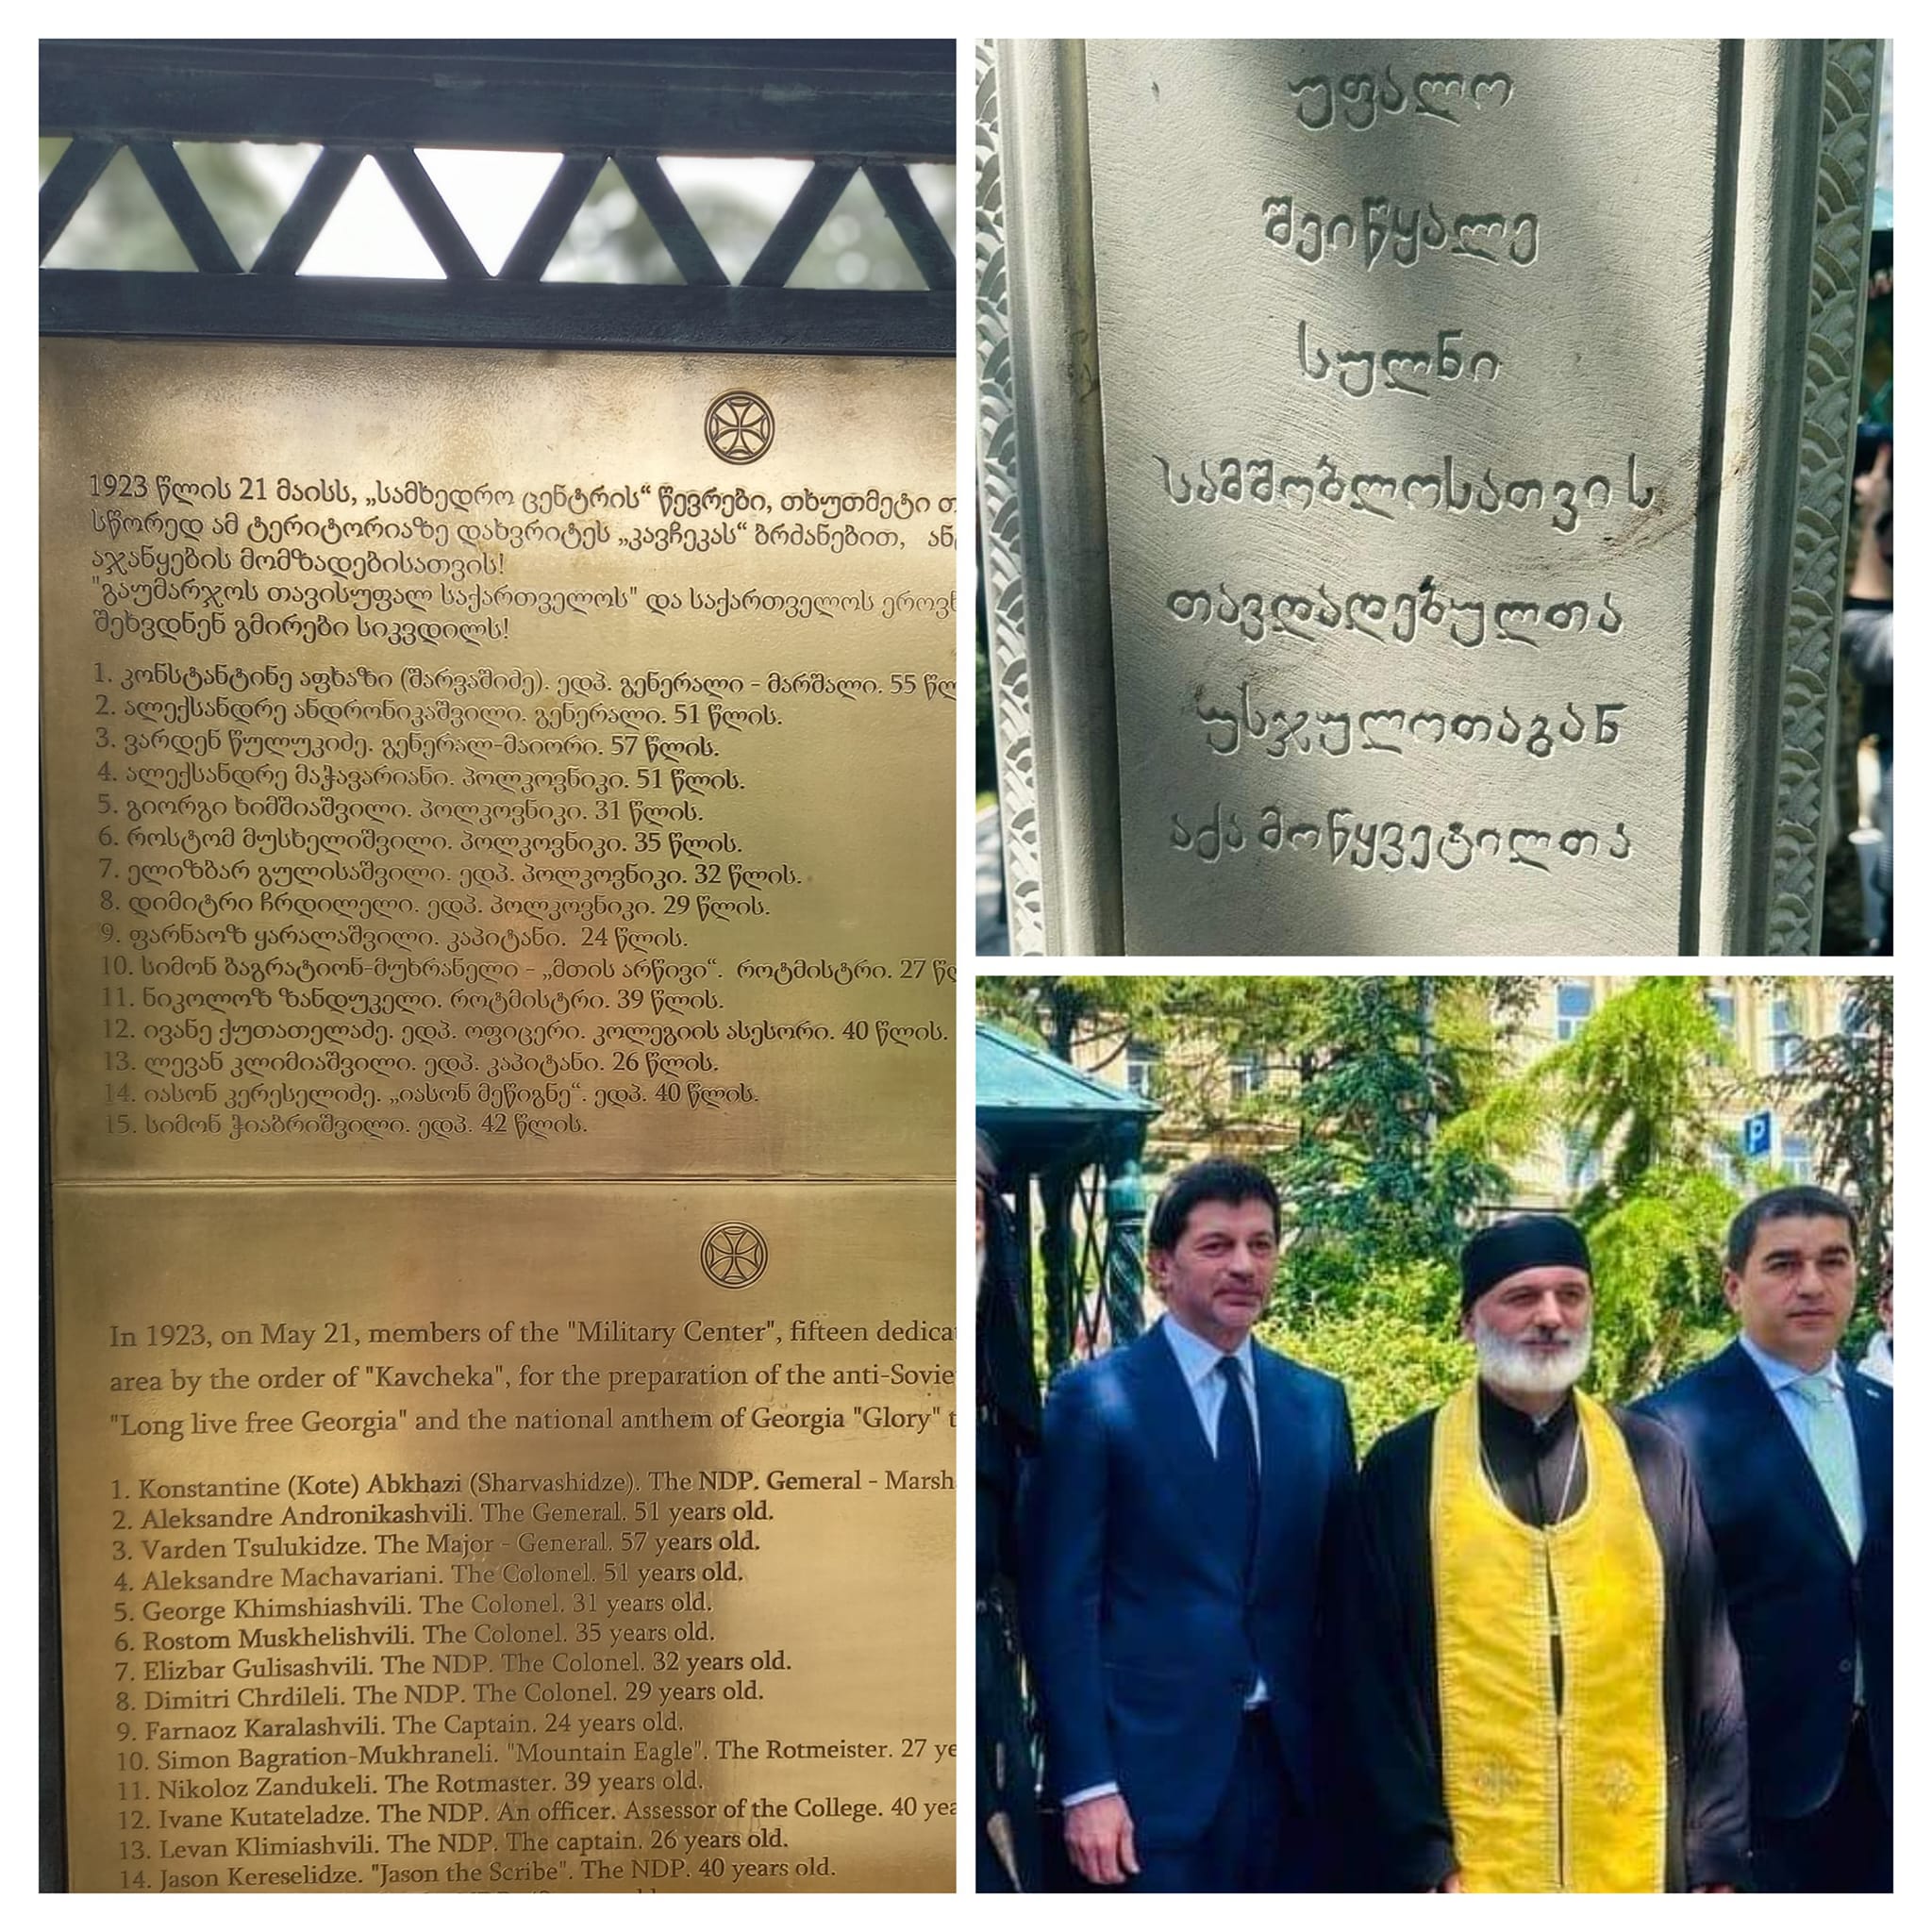 1923 წლის 21 მაისს, „სამხედრო ცენტრის“ წევრები, თხუთმეტი
სწორედ ამ ტერიტორიაზე დახვრიტეს „კავჩეკას“ ბრძანებით,
აჯანყების მომზადებისათვის!
"გაუმარჯოს თავისუფალ საქართველოს" და საქართველოს
შეხვდნენ გმირები სიკვდილს!
1. კონსტანტინე აფხაზი (შარვაშიძე). ედპ. გენერალი - მარშალი. 55
2. ალექსანდრე ანდრონიკაშვილი. გენერალი. 51 წლის.
3. ვარდენ წულუკიძე. გენერალ-მაიორი. 57 წლის.
4. ალექსანდრე მაჭავარიანი. პოლკოვნიკი. 51 წლის.
5. გიორგი ხიმშიაშვილი. პოლკოვნიკი. 31 წლის.
6. როსტომ მუსხელიშვილი. პოლკოვნიკი. 35 წლის.
7. ელიზბარ გულისაშვილი. ედპ. პოლკოვნიკი. 32 წლის.
8. დიმიტრი ჩრდილელი. ედპ. პოლკოვნიკი. 29 წლის.
9. ფარნაოზ ყარალაშვილი. კაპიტანი. 24 წლის.
10. სიმონ ბაგრატიონ-მუხრანელი - „მთის არწივი“. როტმისტრი. 27
11. ნიკოლოზ ზანდუკელი. როტმისტრი. 39 წლის.
12. ივანე ქუთათელაძე. ედპ. ოფიცერი. კოლეგიის ასესორი. 40 წლის.
13. ლევან კლიმიაშვილი. ედპ. კაპიტანი. 26 წლის.
14. იასონ კერესელიძე. „იასონ მეწიგნე“. ედპ. 40 წლის.
15. სიმონ ჭიაბრიშვილი. ედპ. 42 წლის.
In 1923, on May 21, members of the "Military Center", fifteen
area by the order of "Kavcheka", for the preparation of the
"Long live free Georgia" and the national anthem of Georgia "Glory"
1. Konstantine (Kote) Abkhazi (Sharvashidze). The NDP. Gemeral -
2. Aleksandre Andronikashvili. The General. 51 years old.
3. Varden Tsulukidze. The Major - General. 57 years old.
4. Aleksandre Machavariani. The Colonel. 51 years old.
5. George Khimshiashvili. The Colonel. 31 years old.
6. Rostom Muskhelishvili. The Colonel. 35 years old.
7. Elizbar Gulisashvili. The NDP. The Colonel. 32 years old.
8. Dimitri Chrdileli. The NDP. The Colonel. 29 years old.
9. Farnaoz Karalashvili. The Captain. 24 years old.
10. Simon Bagration-Mukhraneli. "Mountain Eagle". The Rotmeister. 27
11. Nikoloz Zandukeli. The Rotmaster. 39 years old.
12. Ivane Kutateladze. The NDP. An officer. Assessor of the College. 40
13. Levan Klimiashvili. The NDP. The captain. 26 years old.
14. Jason Kereselidze. "Jason the Scribe". The NDP. 40 years old.
უფალო
შეიწყალე
სულნი
სამშობლოსათვის
თავდადებულთა
უსჯულოთაგან
აქა მოწყვეტილთა
P